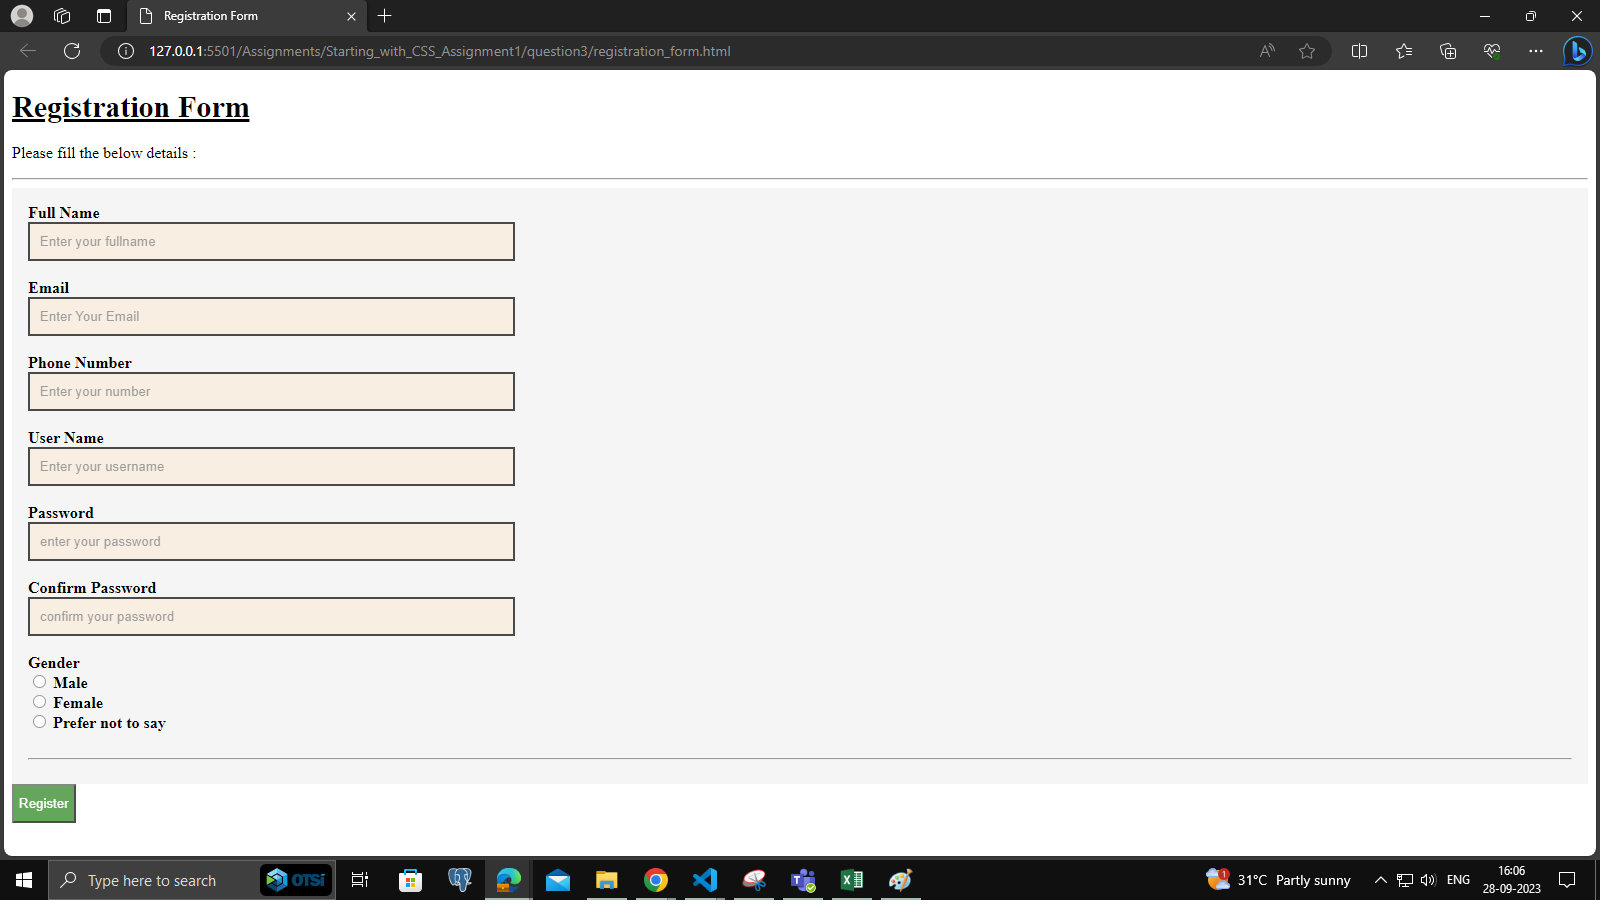 Registration Form
127.0.0.1:5501/Assignments/Starting_with_CSS_Assignment1/question3/registration_form.html
Registration Form
Please fill the below details :
Full Name
Enter your fullname
Email
Enter Your Email
Phone Number
Enter your number
User Name
Enter your username
Password
enter your password
Confirm Password
confirm your password
Gender
Male
Female
Prefer not to say
Register
Type here to search
OTSi
1
31°C Partly sunny
ENG
16:06
28-09-2023